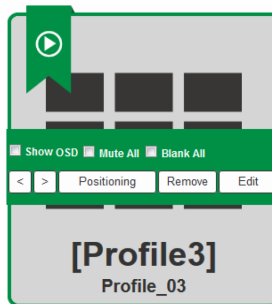 Show OSD Mute All Blank All
< > Positioning Remove Edit
[Profile3]
Profile_03